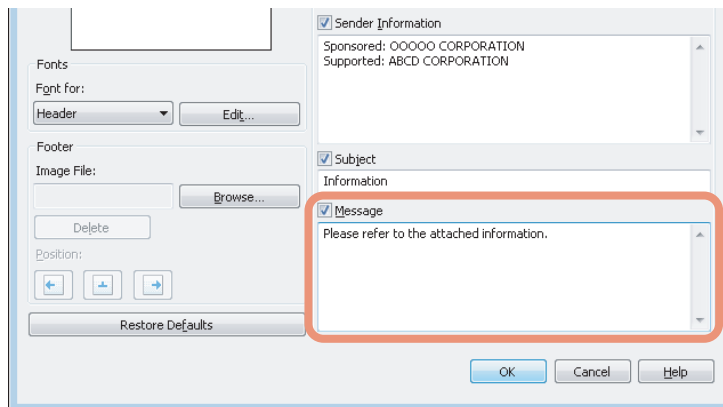 Fonts
Font for:
Header
Edit...
Footer
Image File:
Browse...
Delete
Position:
Restore Defaults
Sender Information
Sponsored: OOOOO CORPORATION
Supported: ABCD CORPORATION
Subject
Information
Message
Please refer to the attached information.
OK
Cancel
Help